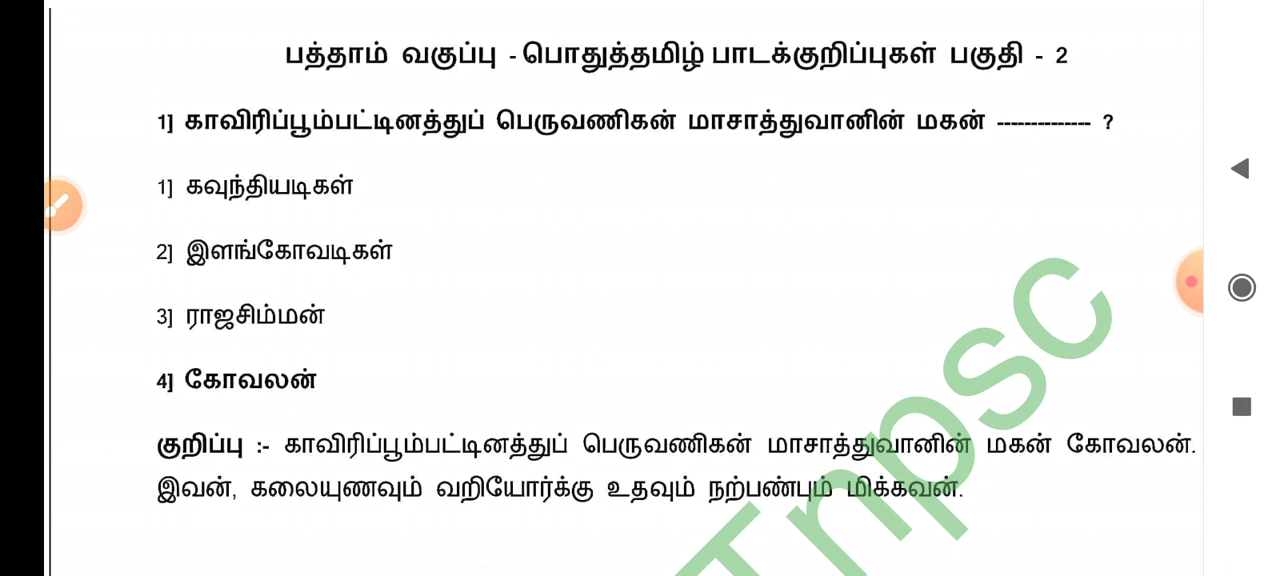 பத்தாம் வகுப்பு - பொதுத்தமிழ் பாடக்குறிப்புகள் பகுதி - 2
1] காவிரிப்பூம்பட்டினத்துப் பெருவணிகன் மாசாத்துவானின் மகன் -------------- ?
1] கவுந்தியடிகள்
2] இளங்கோவடிகள்
3] ராஜசிம்மன்
4] கோவலன்
குறிப்பு :- காவிரிப்பூம்பட்டினத்துப் பெருவணிகன் மாசாத்துவானின் மகன் கோவலன்.
இவன், கலையுணவும் வறியோர்க்கு உதவும் நற்பண்பும் மிக்கவன்.
Tnpsc